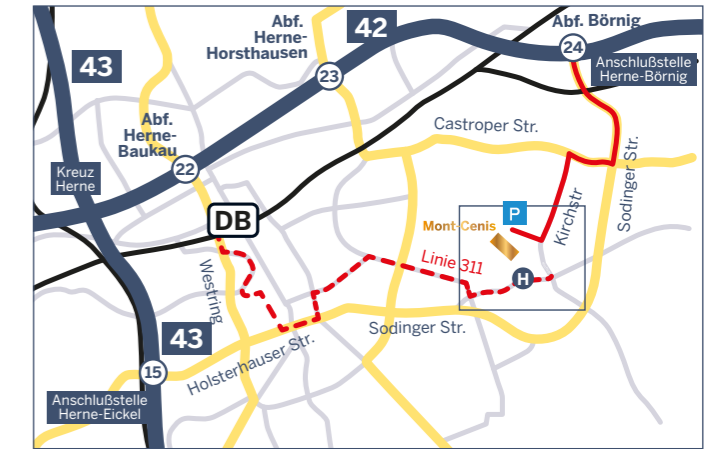 Abf.
Herne-
Horsthausen
42
Abf. Börnig
24
Anschlußstelle
Herne-Börnig
43
23
Abf.
Herne-
Baukau
22
Castroper Str.
Kreuz
Herne
DB
Mont-Cenis
P
Kirchstr
Sodinger Str.
Linie 311
H
Westring
43
Sodinger Str.
Holsterhauser Str.
15
Anschlußstelle
Herne-Eickel